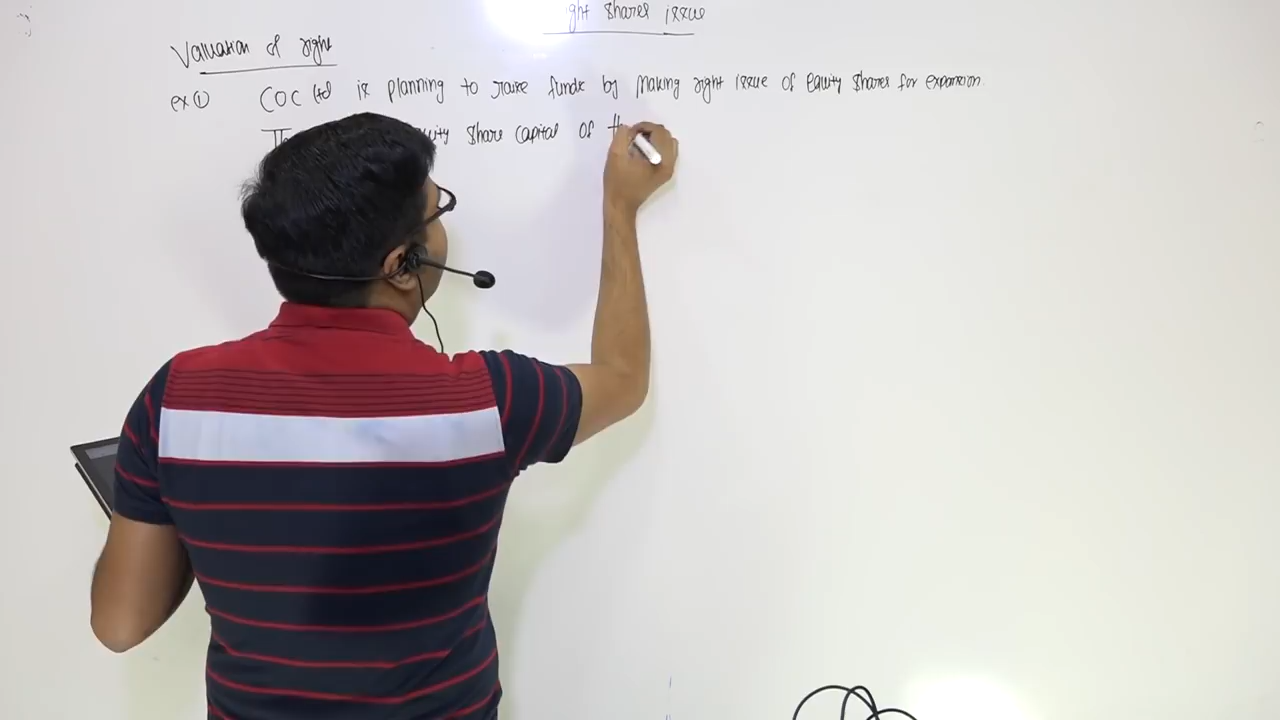 ght shares issue
Valuation of right
ex ① COC Ltd is planning to raise funds by making right issue of equity shares for expansion.
share capital of